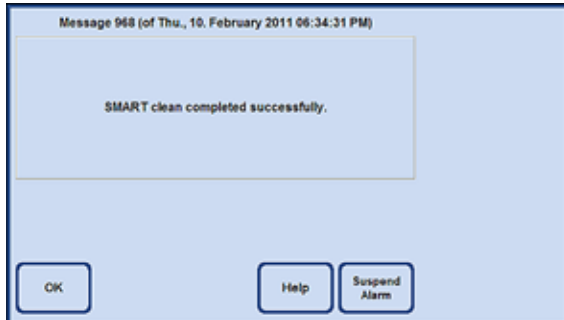 Message 968 (of Thu., 10. February 2011 06:34:31 PM)
SMART clean completed successfully.
OK
Help
Suspend
Alarm